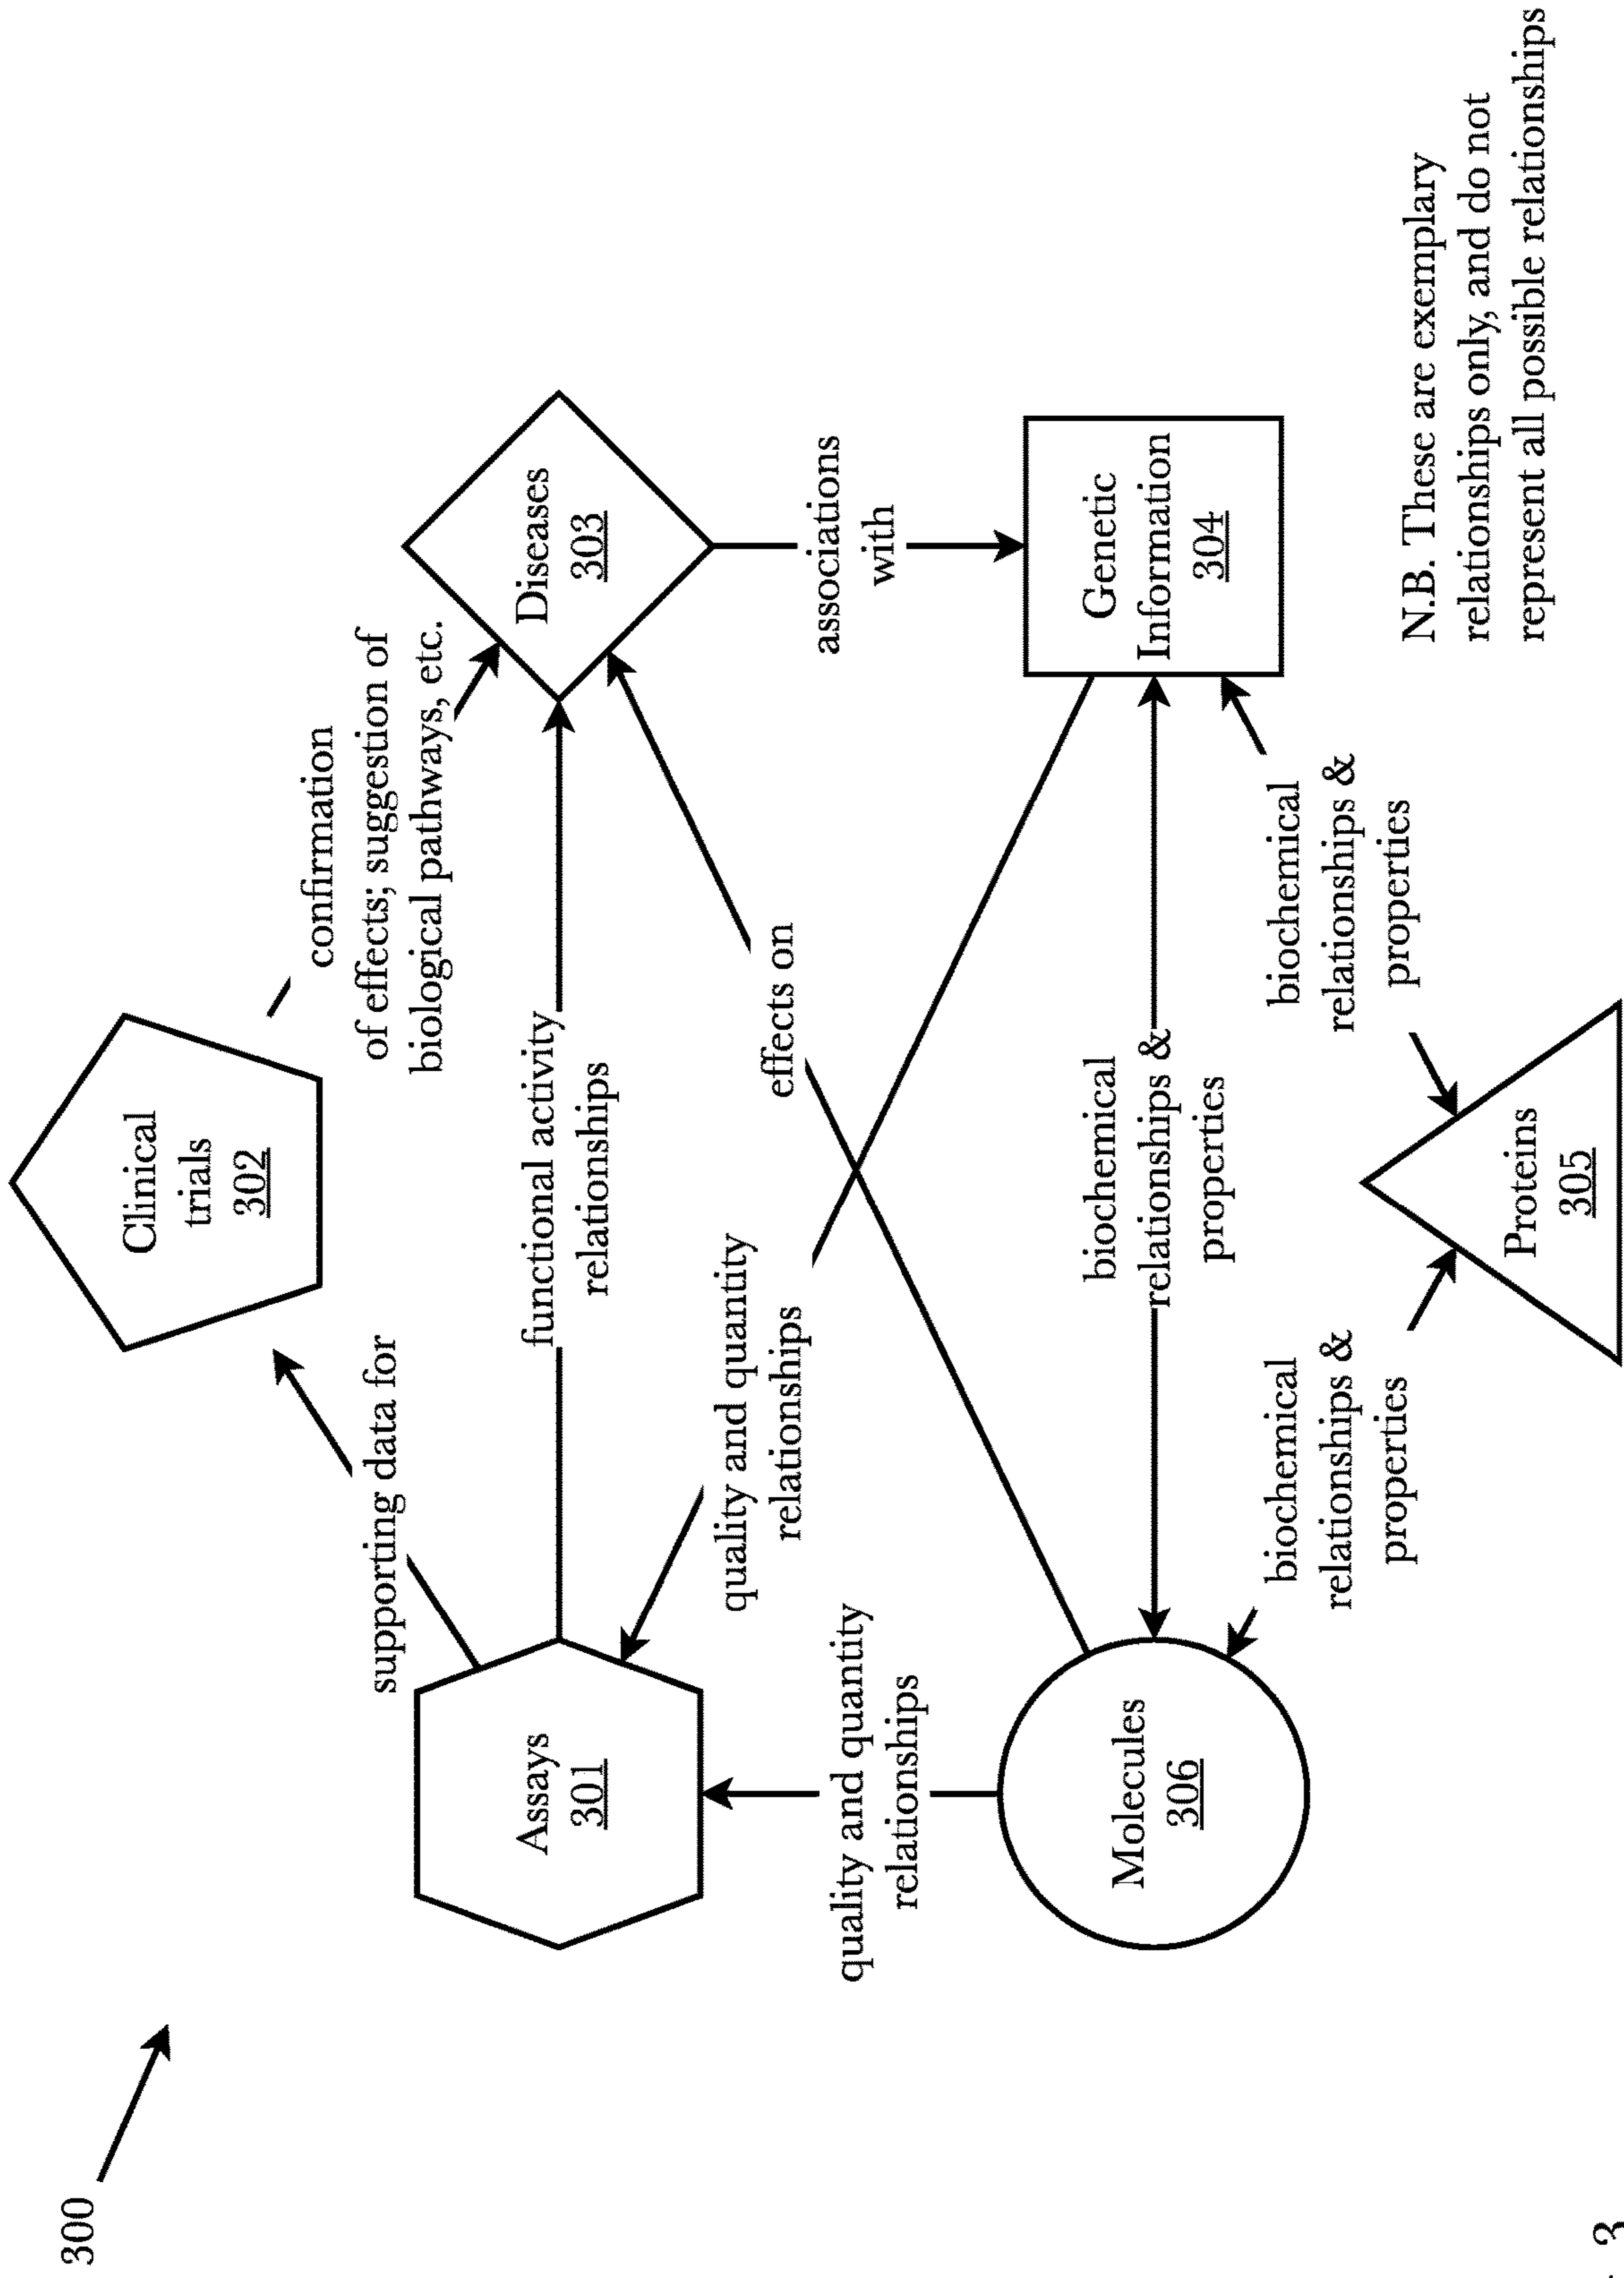 300
Clinical
trials
302
supporting data for
confirmation
of effects; suggestion of
biological pathways, etc.
Assays
301
functional activity
relationships
Diseases
303
quality and quantity
relationships
effects on
quality and quantity
relationships
associations
with
Molecules
306
biochemical
relationships &
properties
Genetic
Information
304
biochemical
relationships &
properties
biochemical
relationships &
properties
Proteins
305
N.B. These are exemplary
relationships only, and do not
represent all possible relationships
3